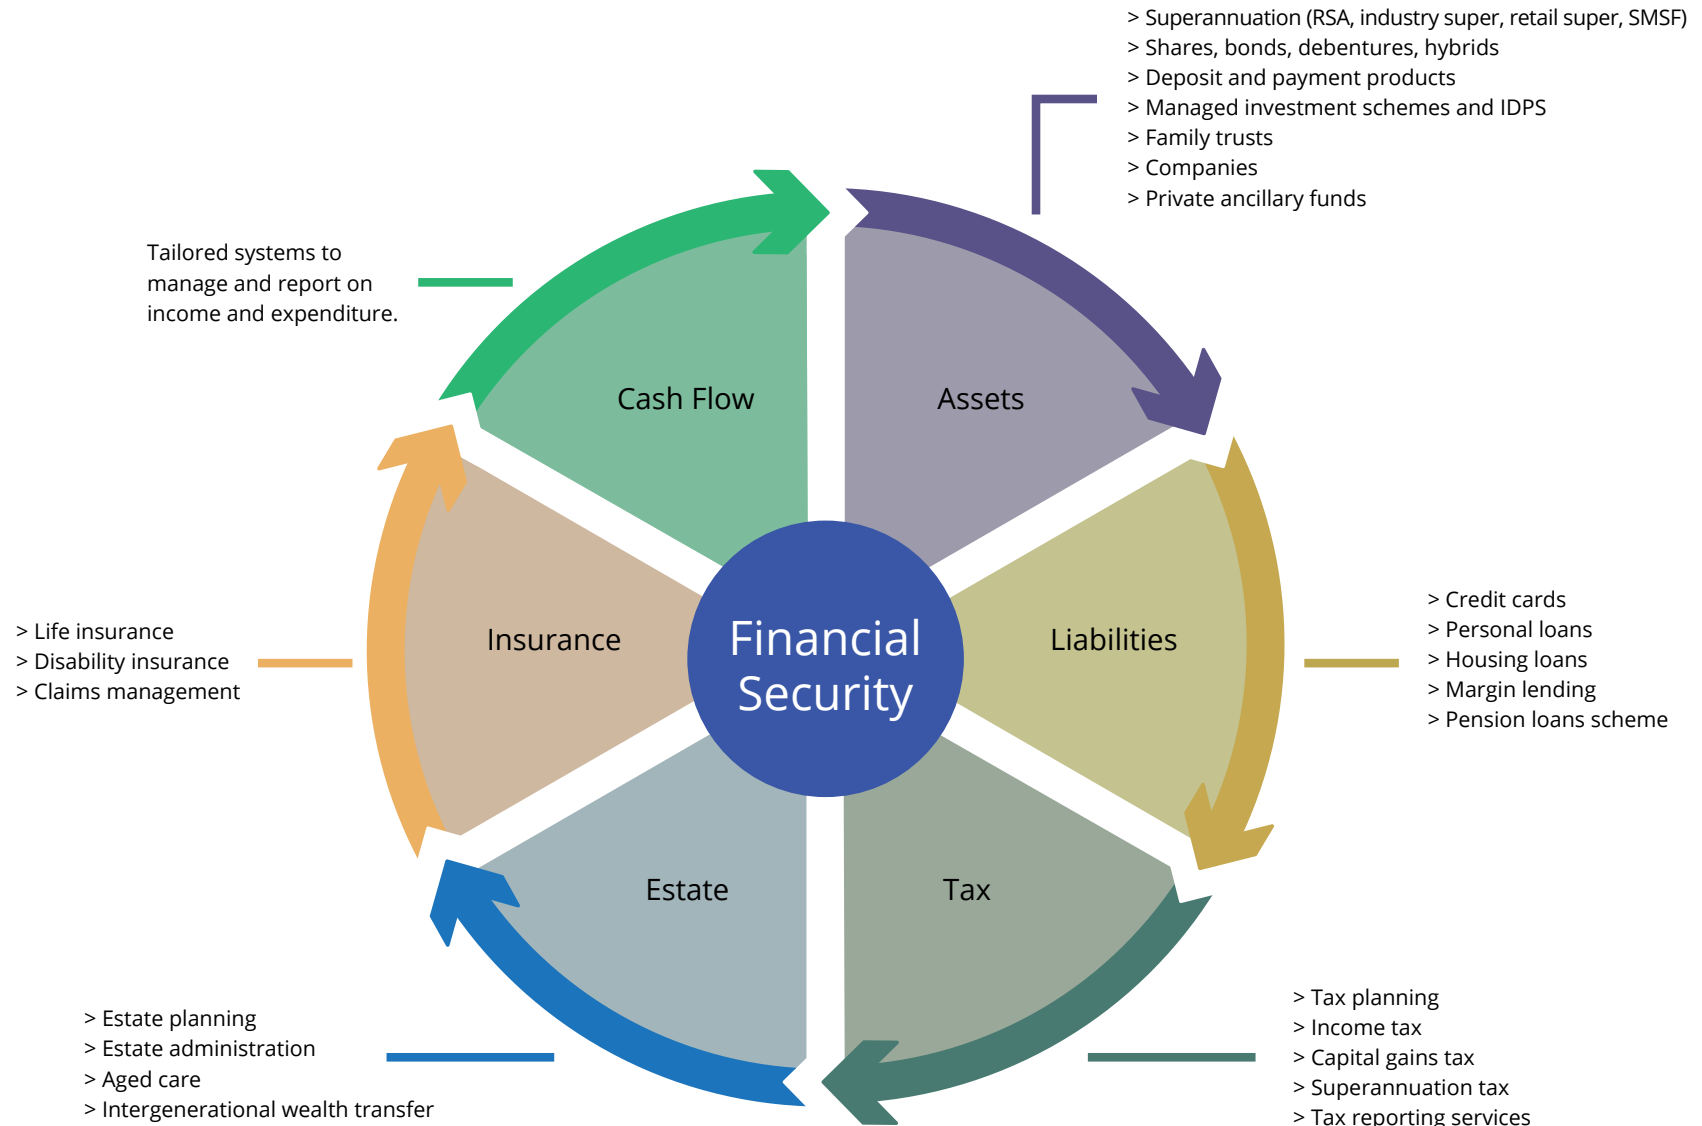 > Superannuation (RSA, industry super, retail super, SMSF)
> Shares, bonds, debentures, hybrids
> Deposit and payment products
> Managed investment schemes and IDPS
> Family trusts
> Companies
> Private ancillary funds
Tailored systems to
manage and report on
income and expenditure.
Cash Flow
Assets
> Life insurance
> Disability insurance
> Claims management
Insurance
Financial
Security
Liabilities
> Credit cards
> Personal loans
> Housing loans
> Margin lending
> Pension loans scheme
Estate
Tax
> Estate planning
> Estate administration
> Aged care
> Intergenerational wealth transfer
> Tax planning
> Income tax
> Capital gains tax
> Superannuation tax
> Tax reporting services